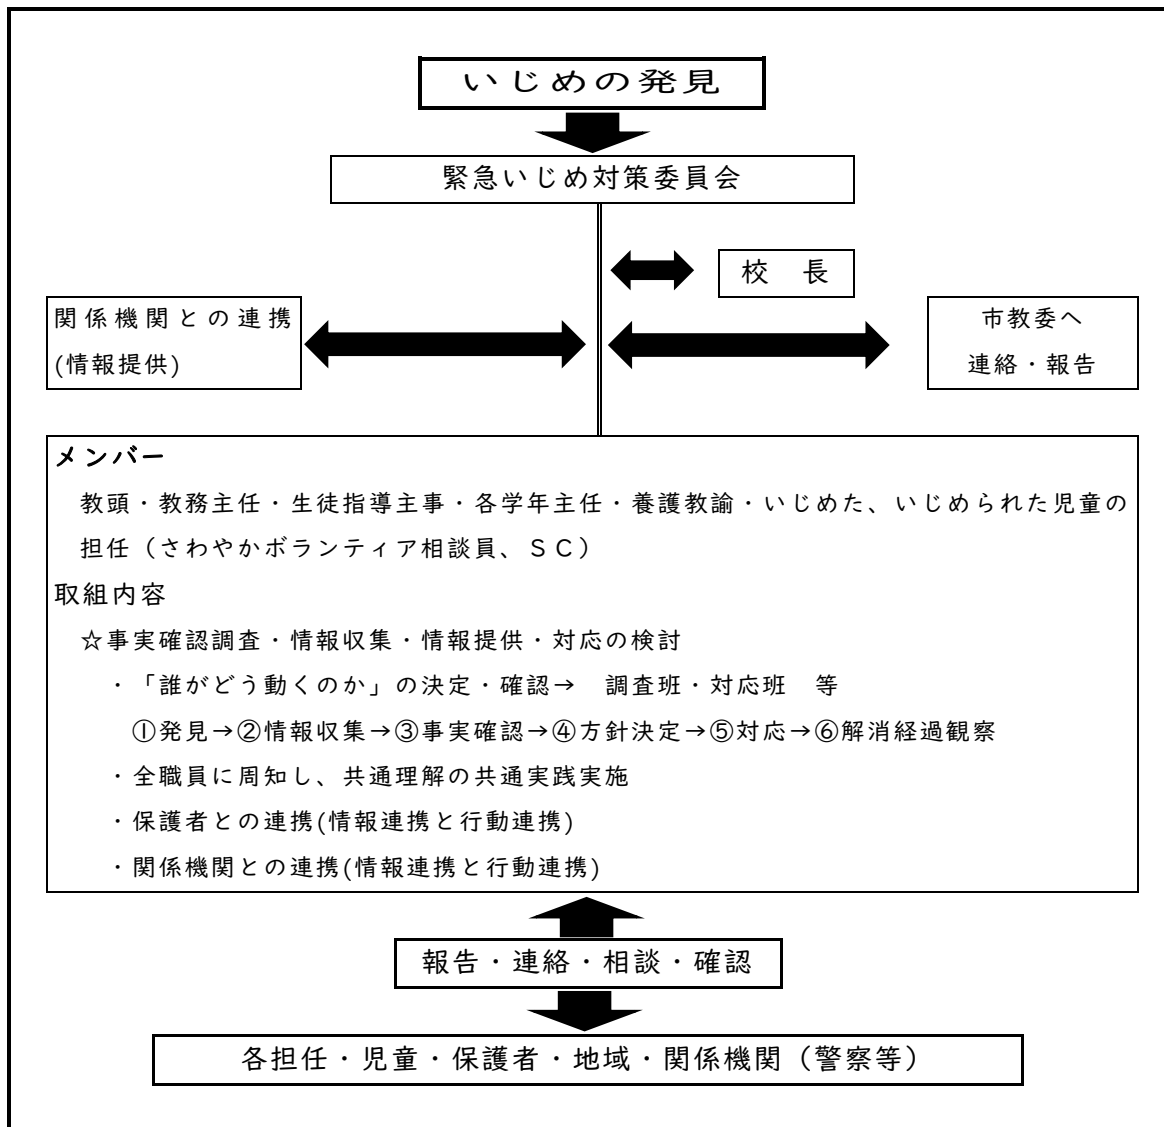 いじめの発見
緊急いじめ対策委員会
校　長
関係機関との連携
(情報提供)
市教委へ
連絡・報告
メンバー
教頭・教務主任・生徒指導主事・各学年主任・養護教諭・いじめた、いじめられた児童の
担任（さわやかボランティア相談員、ＳＣ）
取組内容
☆事実確認調査・情報収集・情報提供・対応の検討
・「誰がどう動くのか」の決定・確認→　調査班・対応班　等
①発見→②情報収集→③事実確認→④方針決定→⑤対応→⑥解消経過観察
・全職員に周知し、共通理解の共通実践実施
・保護者との連携(情報連携と行動連携)
・関係機関との連携(情報連携と行動連携)
報告・連絡・相談・確認
各担任・児童・保護者・地域・関係機関（警察等）